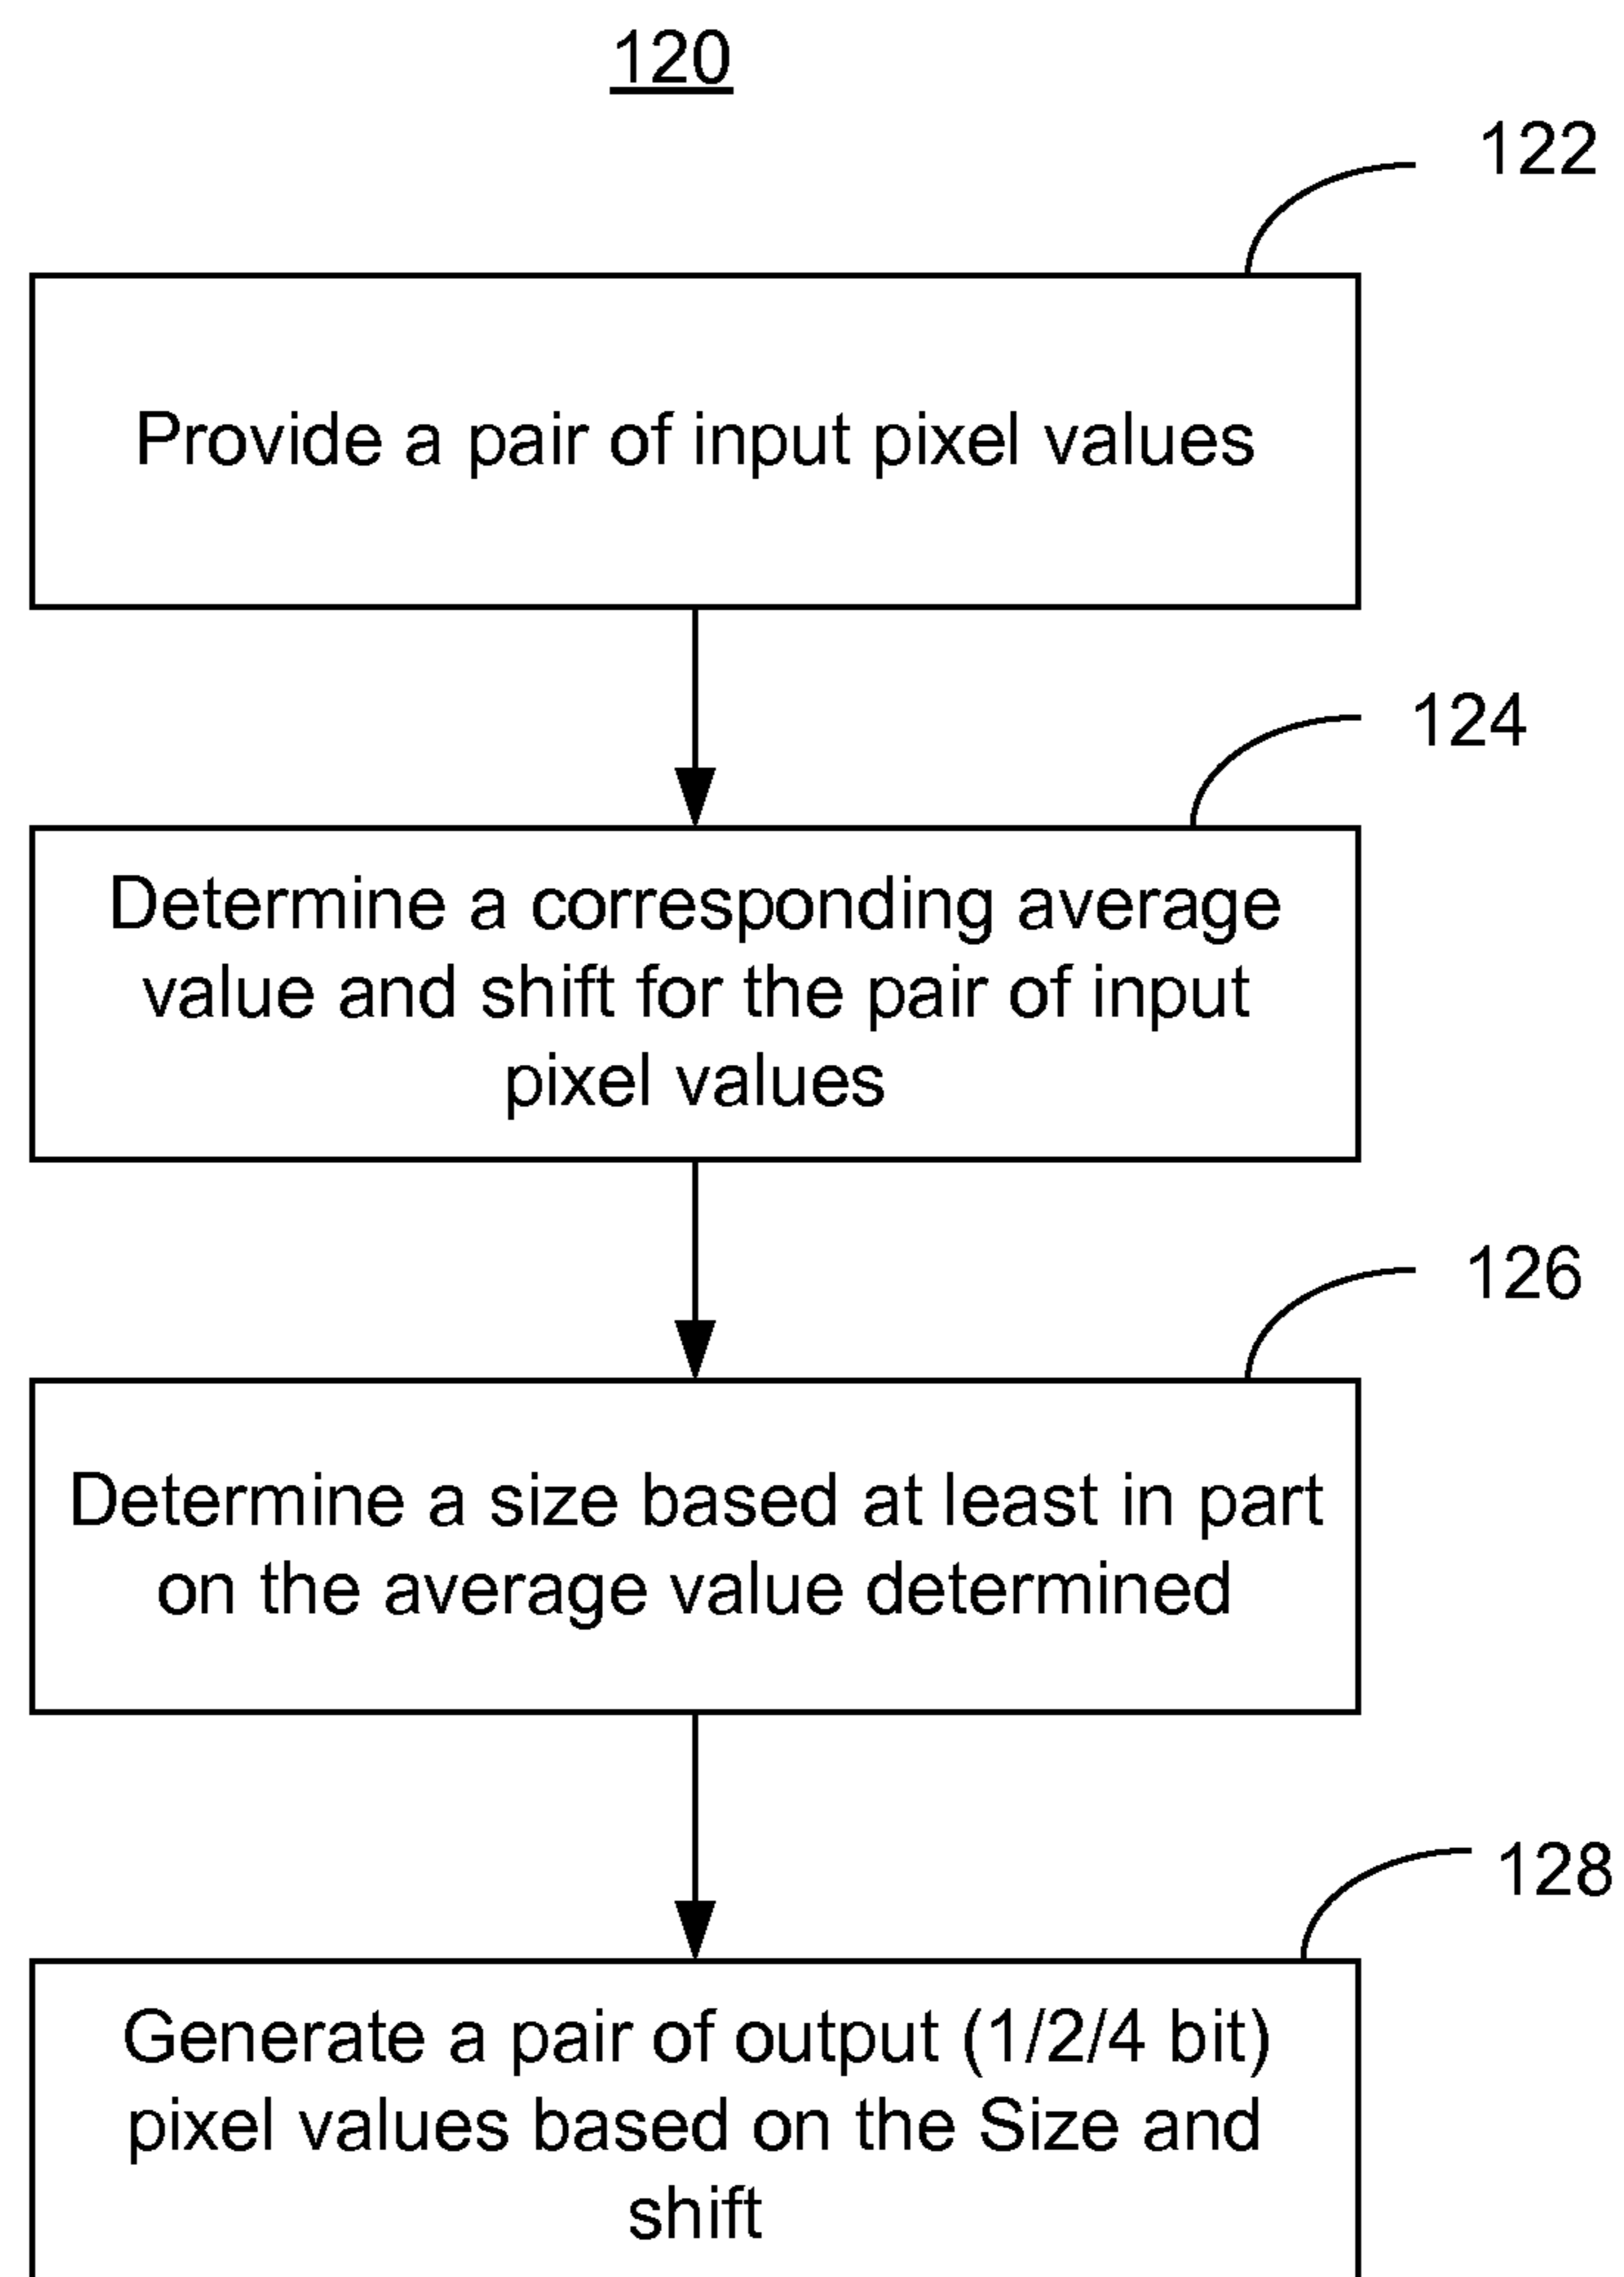 120
122
Provide a pair of input pixel values
124
Determine a corresponding average
value and shift for the pair of input
pixel values
126
Determine a size based at least in part
on the average value determined
128
Generate a pair of output (1/2/4 bit)
pixel values based on the Size and
shift